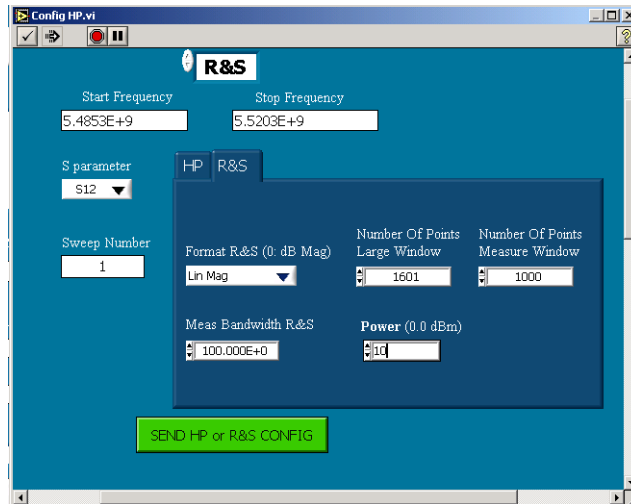 Config HP.vi
R&S
Start Frequency
Stop Frequency
5.4853E+9
5.5203E+9
S parameter
S12
HP
R&S
Sweep Number
1
Format R&S (0: dB Mag)
Lin Mag
Number Of Points
Large Window
1601
Number Of Points
Measure Window
1000
Meas Bandwidth R&S
100.000E+0
Power (0.0 dBm)
10
SEND HP or R&S CONFIG